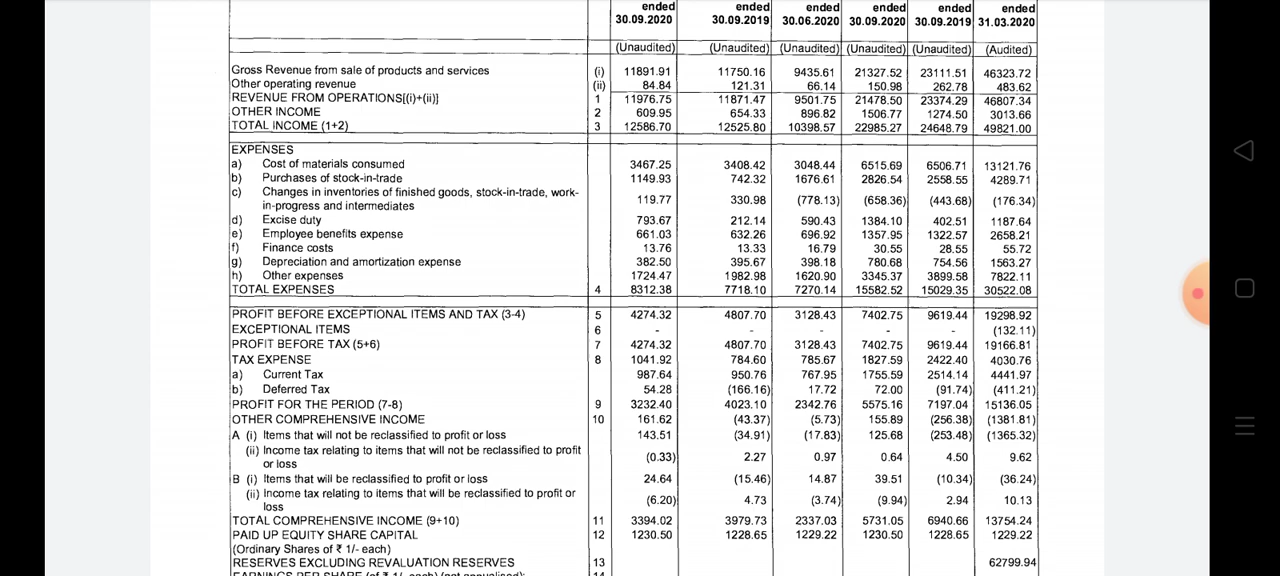 ended ended ended ended ended ended
30.09.2020 30.09.2019 30.06.2020 30.09.2020 30.09.2019 31.03.2020
(Unaudited) (Unaudited) (Unaudited) (Unaudited) (Unaudited) (Audited)
Gross Revenue from sale of products and services (i) 11891.91 11750.16 9435.61 21327.52 23111.51 46323.72
Other operating revenue (ii) 84.84 121.31 66.14 150.98 262.78 483.62
REVENUE FROM OPERATIONS[(i)+(ii)] 1 11976.75 11871.47 9501.75 21478.50 23374.29 46807.34
OTHER INCOME 2 609.95 654.33 896.82 1506.77 1274.50 3013.66
TOTAL INCOME (1+2) 3 12586.70 12525.80 10398.57 22985.27 24648.79 49821.00
EXPENSES
a) Cost of materials consumed 3467.25 3408.42 3048.44 6515.69 6506.71 13121.76
b) Purchases of stock-in-trade 1149.93 742.32 1676.61 2826.54 2558.55 4289.71
c) Changes in inventories of finished goods, stock-in-trade, work-
in-progress and intermediates 119.77 330.98 (778.13) (658.36) (443.68) (176.34)
d) Excise duty 793.67 212.14 590.43 1384.10 402.51 1187.64
e) Employee benefits expense 661.03 632.26 696.92 1357.95 1322.57 2658.21
f) Finance costs 13.76 13.33 16.79 30.55 28.55 55.72
g) Depreciation and amortization expense 382.50 395.67 398.18 780.68 754.56 1563.27
h) Other expenses 1724.47 1982.98 1620.90 3345.37 3899.58 7822.11
TOTAL EXPENSES 4 8312.38 7718.10 7270.14 15582.52 15029.35 30522.08
PROFIT BEFORE EXCEPTIONAL ITEMS AND TAX (3-4) 5 4274.32 4807.70 3128.43 7402.75 9619.44 19298.92
EXCEPTIONAL ITEMS 6 - - - - - (132.11)
PROFIT BEFORE TAX (5+6) 7 4274.32 4807.70 3128.43 7402.75 9619.44 19166.81
TAX EXPENSE 8 1041.92 784.60 785.67 1827.59 2422.40 4030.76
a) Current Tax 987.64 950.76 767.95 1755.59 2514.14 4441.97
b) Deferred Tax 54.28 (166.16) 17.72 72.00 (91.74) (411.21)
PROFIT FOR THE PERIOD (7-8) 9 3232.40 4023.10 2342.76 5575.16 7197.04 15136.05
OTHER COMPREHENSIVE INCOME 10 161.62 (43.37) (5.73) 155.89 (256.38) (1381.81)
A (i) Items that will not be reclassified to profit or loss 143.51 (34.91) (17.83) 125.68 (253.48) (1365.32)
(ii) Income tax relating to items that will not be reclassified to profit
or loss (0.33) 2.27 0.97 0.64 4.50 9.62
B (i) Items that will be reclassified to profit or loss 24.64 (15.46) 14.87 39.51 (10.34) (36.24)
(ii) Income tax relating to items that will be reclassified to profit or
loss (6.20) 4.73 (3.74) (9.94) 2.94 10.13
TOTAL COMPREHENSIVE INCOME (9+10) 11 3394.02 3979.73 2337.03 5731.05 6940.66 13754.24
PAID UP EQUITY SHARE CAPITAL 12 1230.50 1228.65 1229.22 1230.50 1228.65 1229.22
(Ordinary Shares of ₹ 1/- each)
RESERVES EXCLUDING REVALUATION RESERVES 13 62799.94
EARNINGS PER SHARE (of ₹ 1/- each) (not annualised): 14